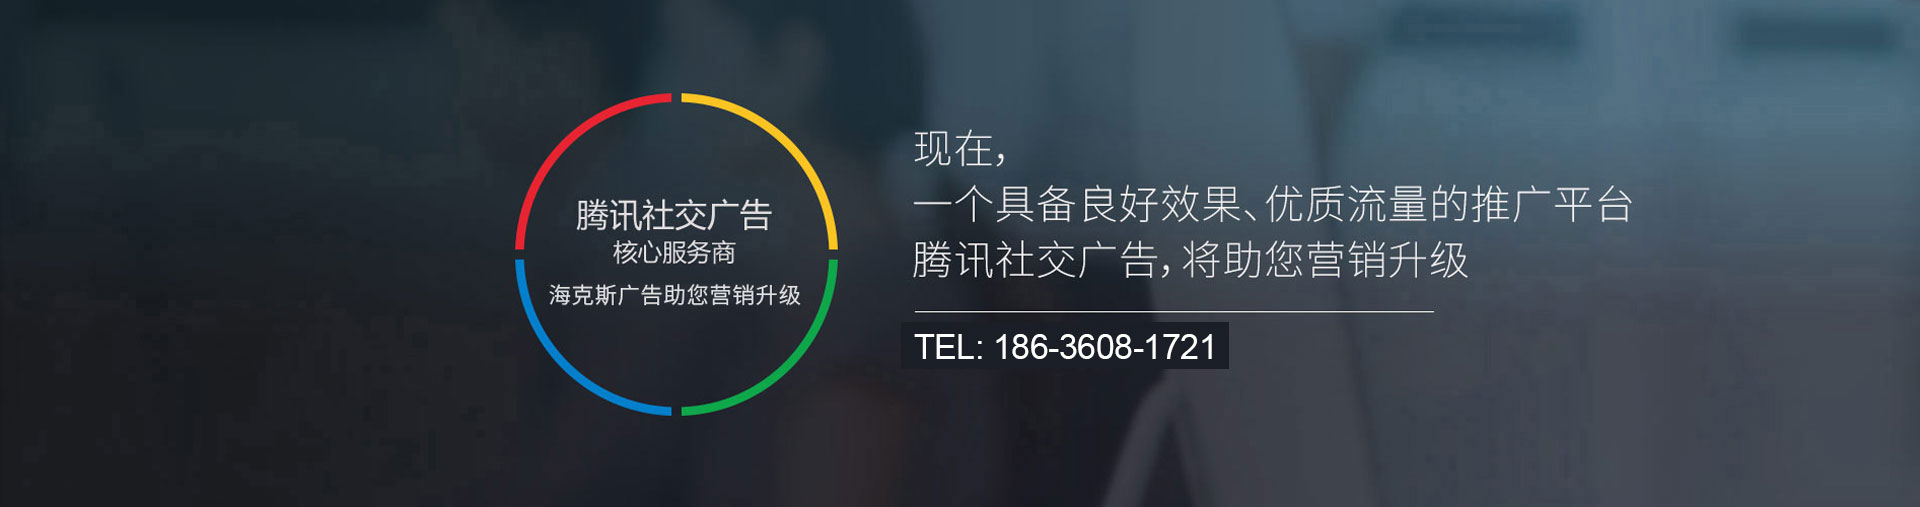 腾讯社交广告
核心服务商
海克斯广告助您营销升级
现在，
一个具备良好效果、优质流量的推广平台
腾讯社交广告，将助您营销升级
TEL: 186-3608-1721